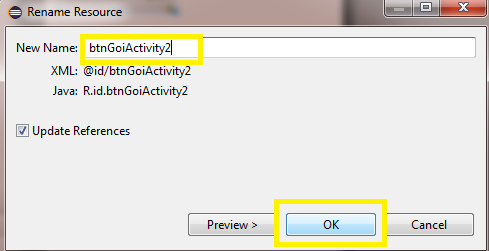 Rename Resource
New Name: btnGoiActivity2
XML: @id/btnGoiActivity2
Java: R.id.btnGoiActivity2
Update References
Preview > OK Cancel